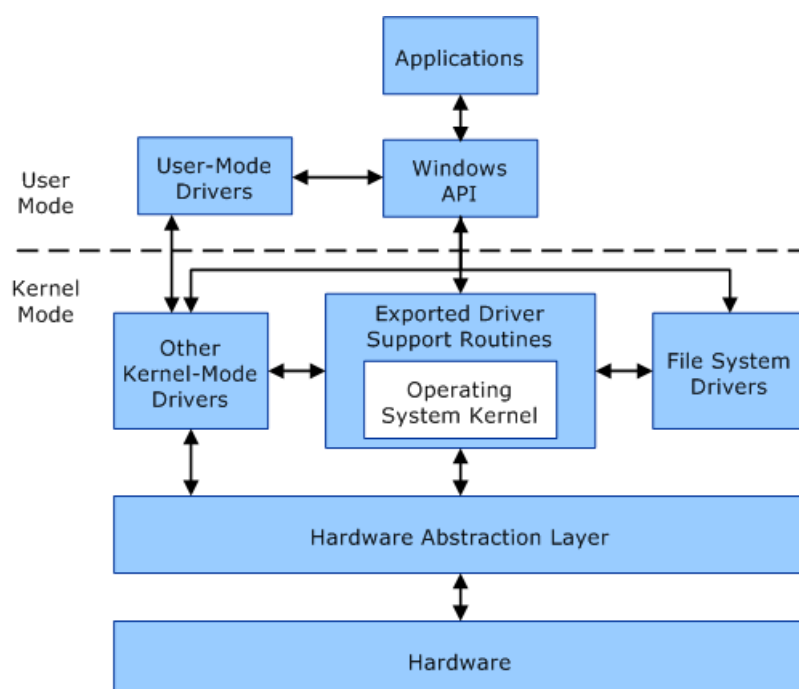 Applications
User-Mode
Drivers
Windows
API
User
Mode
Kernel
Mode
Other
Kernel-Mode
Drivers
Exported Driver
Support Routines
Operating
System Kernel
File System
Drivers
Hardware Abstraction Layer
Hardware